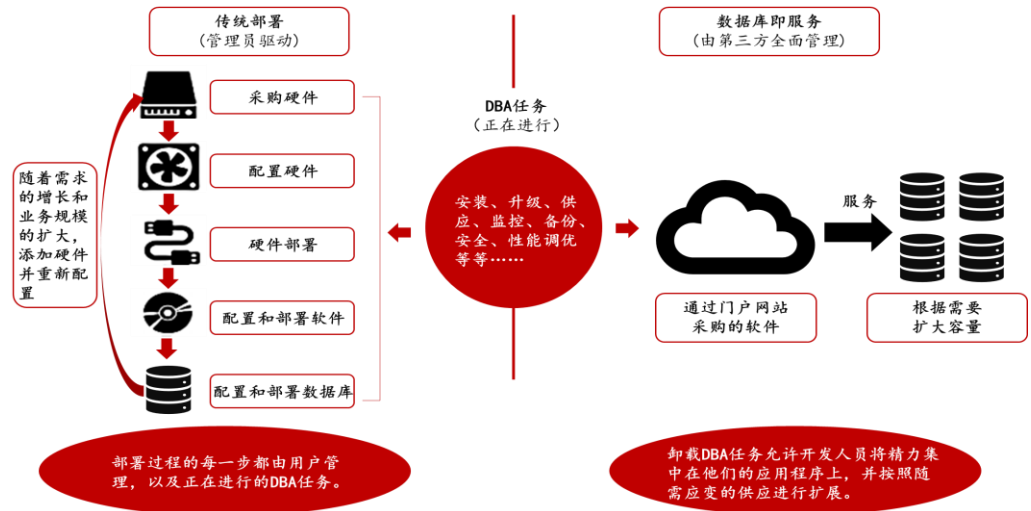 传统部署
(管理员驱动)
采购硬件
配置硬件
硬件部署
配置和部署软件
配置和部署数据库
随着需求
的增长和
业务规模
的扩大,
添加硬件
并重新配
置
部署过程的每一步都由用户管
理，以及正在进行的DBA任务。
DBA任务
(正在进行)
安装、升级、供
应、监控、备份、
安全、性能调优
等等……
数据库即服务
(由第三方全面管理)
服务
通过门户网站
采购的软件
根据需要
扩大容量
卸载DBA任务允许开发人员将精力集
中在他们的应用程序上，并按照随
需应变的供应进行扩展。